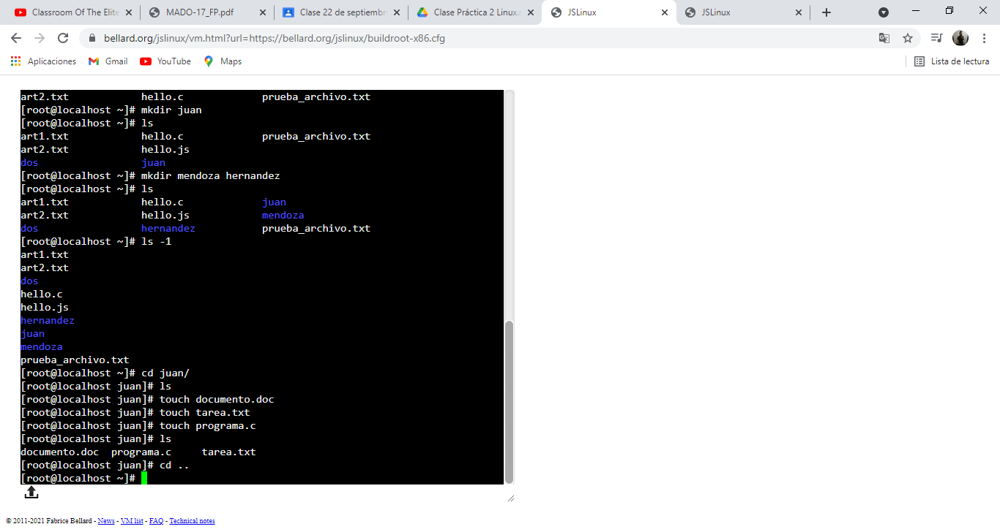 Classroom Of The Elite
MADO-17_FP.pdf
Clase 22 de septiembre
Clase Práctica 2 Linux.
JSLinux
JSLinux
bellard.org/jslinux/vm.html?url=https://bellard.org/jslinux/buildroot-x86.cfg
Aplicaciones Gmail YouTube Maps Lista de lectura
art2.txt hello.c prueba_archivo.txt
[root@localhost ~]# mkdir juan
[root@localhost ~]# ls
art1.txt hello.c prueba_archivo.txt
art2.txt hello.js
dos juan
[root@localhost ~]# mkdir mendoza hernandez
[root@localhost ~]# ls
art1.txt hello.c juan
art2.txt hello.js mendoza
dos hernandez prueba_archivo.txt
[root@localhost ~]# ls -1
art1.txt
art2.txt
dos
hello.c
hello.js
hernandez
juan
mendoza
prueba_archivo.txt
[root@localhost ~]# cd juan/
[root@localhost juan]# ls
[root@localhost juan]# touch documento.doc
[root@localhost juan]# touch tarea.txt
[root@localhost juan]# touch programa.c
[root@localhost juan]# ls
documento.doc programa.c tarea.txt
[root@localhost juan]# cd ..
[root@localhost ~]#
© 2011-2021 Fabrice Bellard - News - VM list - FAQ - Technical notes